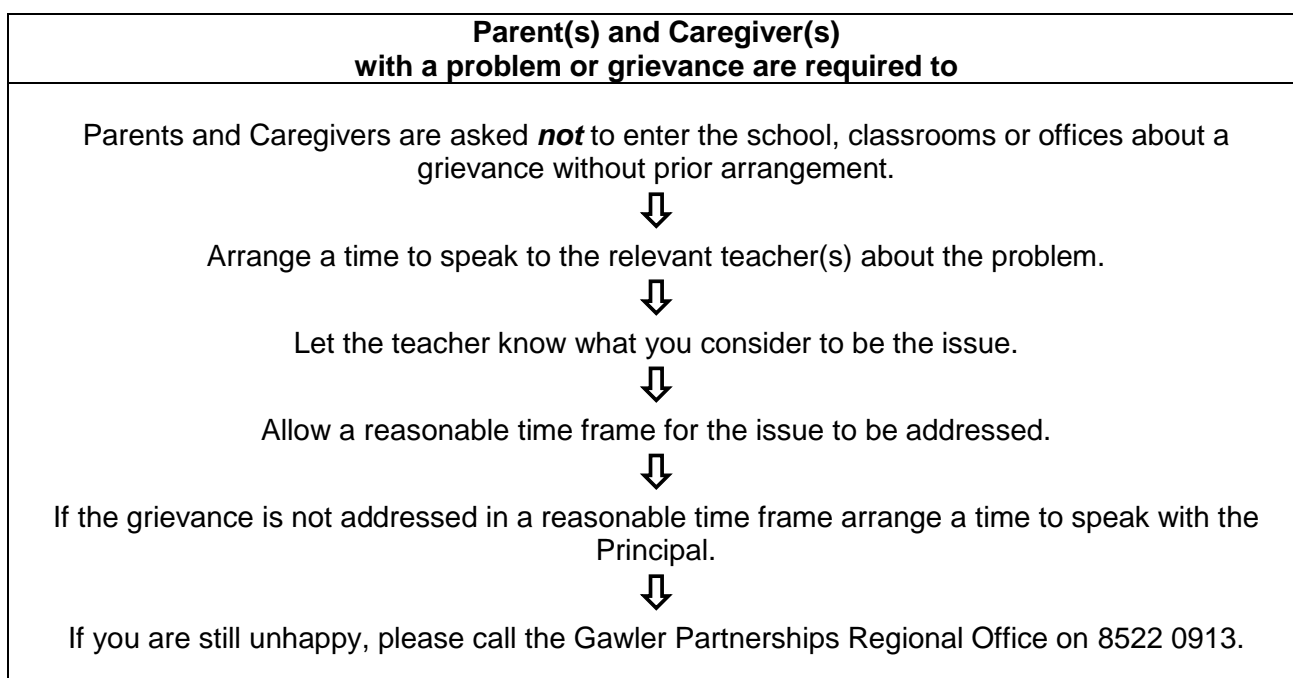 Parent(s) and Caregiver(s)
with a problem or grievance are required to
Parents and Caregivers are asked not to enter the school, classrooms or offices about a
grievance without prior arrangement.
Arrange a time to speak to the relevant teacher(s) about the problem.
Let the teacher know what you consider to be the issue.
Allow a reasonable time frame for the issue to be addressed.
If the grievance is not addressed in a reasonable time frame arrange a time to speak with the
Principal.
If you are still unhappy, please call the Gawler Partnerships Regional Office on 8522 0913.